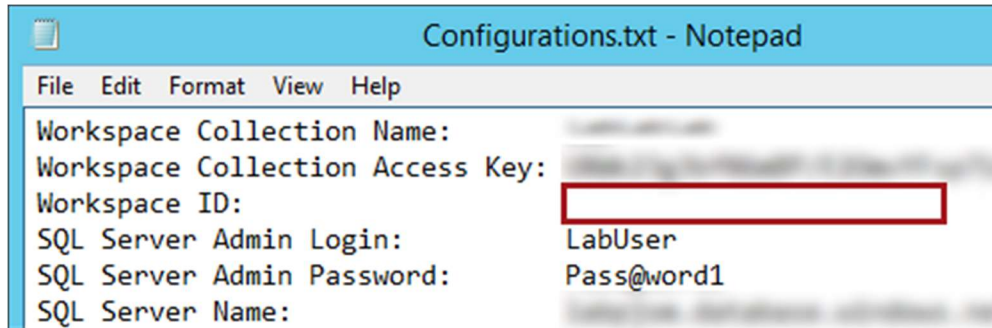 Configurations.txt - Notepad
File Edit Format View Help
Workspace Collection Name:
Workspace Collection Access Key:
Workspace ID:
SQL Server Admin Login: LabUser
SQL Server Admin Password: Pass@word1
SQL Server Name: